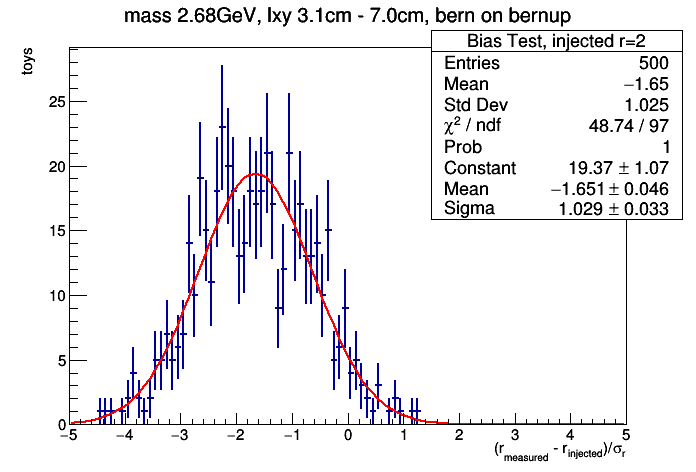 mass 2.68GeV, lxy 3.1cm - 7.0cm, bern on bernup
Bias Test, injected r=2
Entries 500
Mean −1.65
Std Dev 1.025
χ² / ndf 48.74 / 97
Prob 1
Constant 19.37 ± 1.07
Mean −1.651 ± 0.046
Sigma 1.029 ± 0.033
toys
25
20
15
10
5
0
−5 −4 −3 −2 −1 0 1 2 3 4 5
(r_measured - r_injected)/σ_r